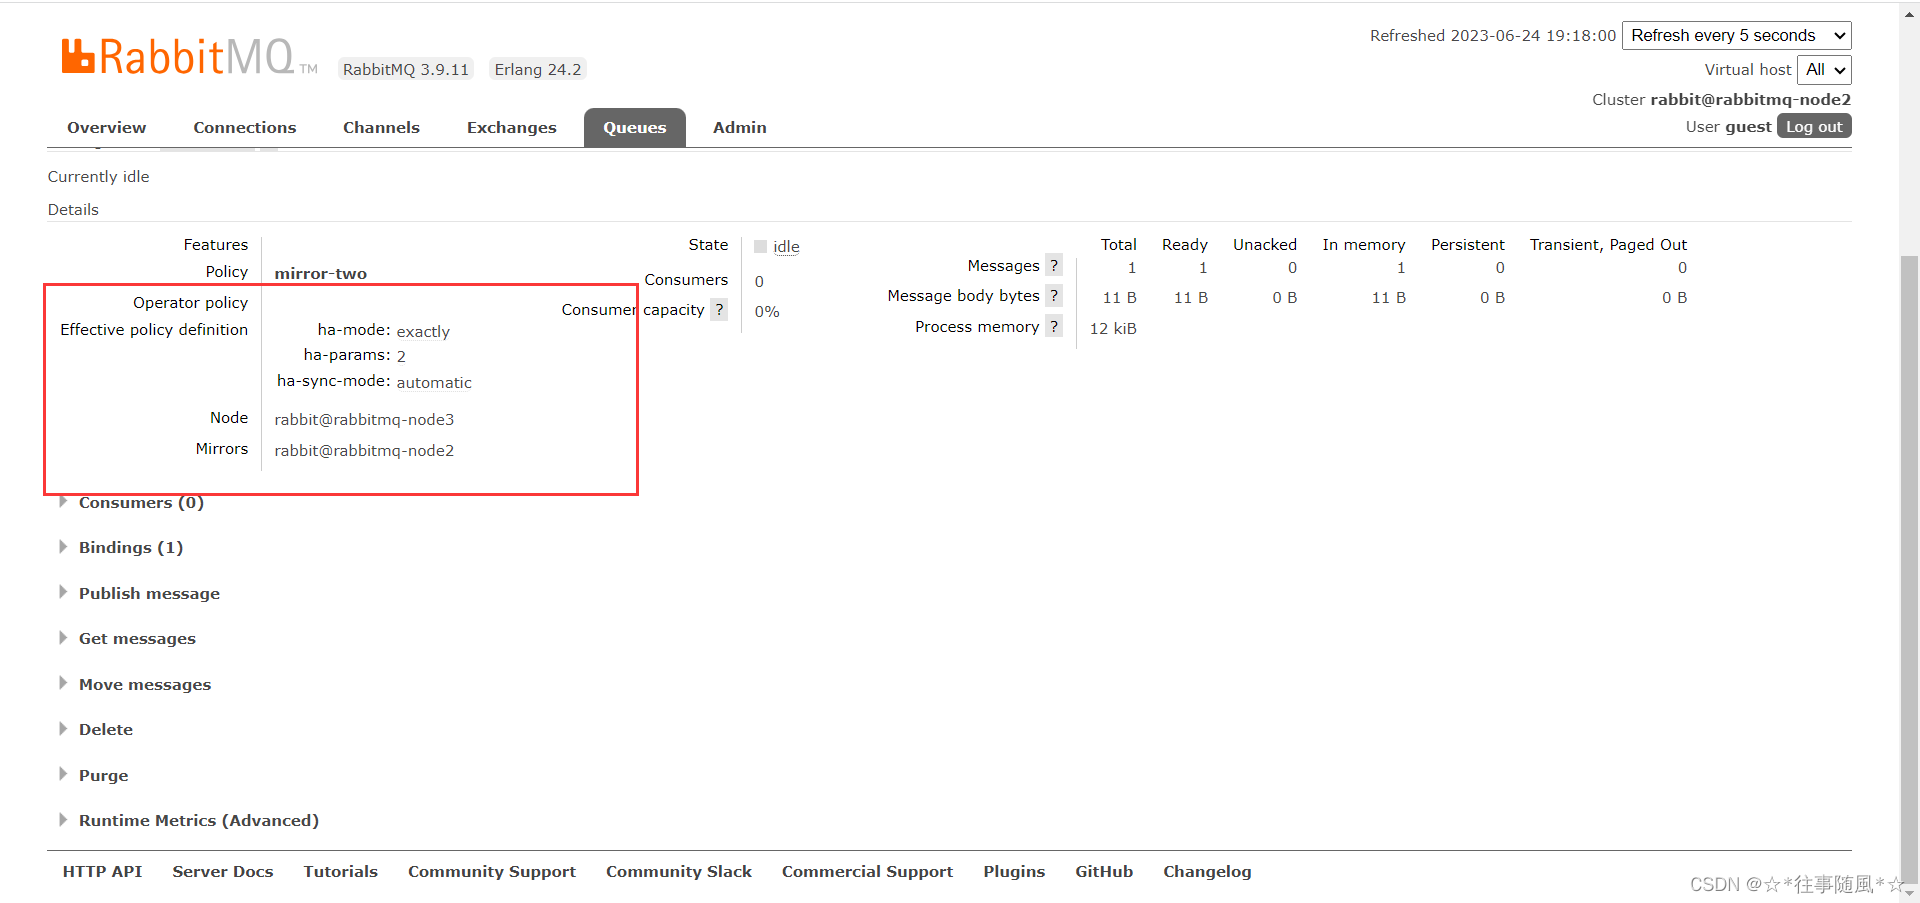 Refreshed 2023-06-24 19:18:00 Refresh every 5 seconds
RabbitMQ TM RabbitMQ 3.9.11 Erlang 24.2
Virtual host All
Cluster rabbit@rabbitmq-node2
User guest Log out
Overview Connections Channels Exchanges Queues Admin
Currently idle
Details
Features
Policy mirror-two
Operator policy
Effective policy definition ha-mode: exactly
ha-params: 2
ha-sync-mode: automatic
Node rabbit@rabbitmq-node3
Mirrors rabbit@rabbitmq-node2
State idle
Consumers 0
Consumer capacity ? 0%
Total Ready Unacked In memory Persistent Transient, Paged Out
Messages ? 1 1 0 1 0 0
Message body bytes ? 11 B 11 B 0 B 11 B 0 B 0 B
Process memory ? 12 kiB
Consumers (0)
Bindings (1)
Publish message
Get messages
Move messages
Delete
Purge
Runtime Metrics (Advanced)
HTTP API Server Docs Tutorials Community Support Community Slack Commercial Support Plugins GitHub Changelog
CSDN @☆*往事随風*☆